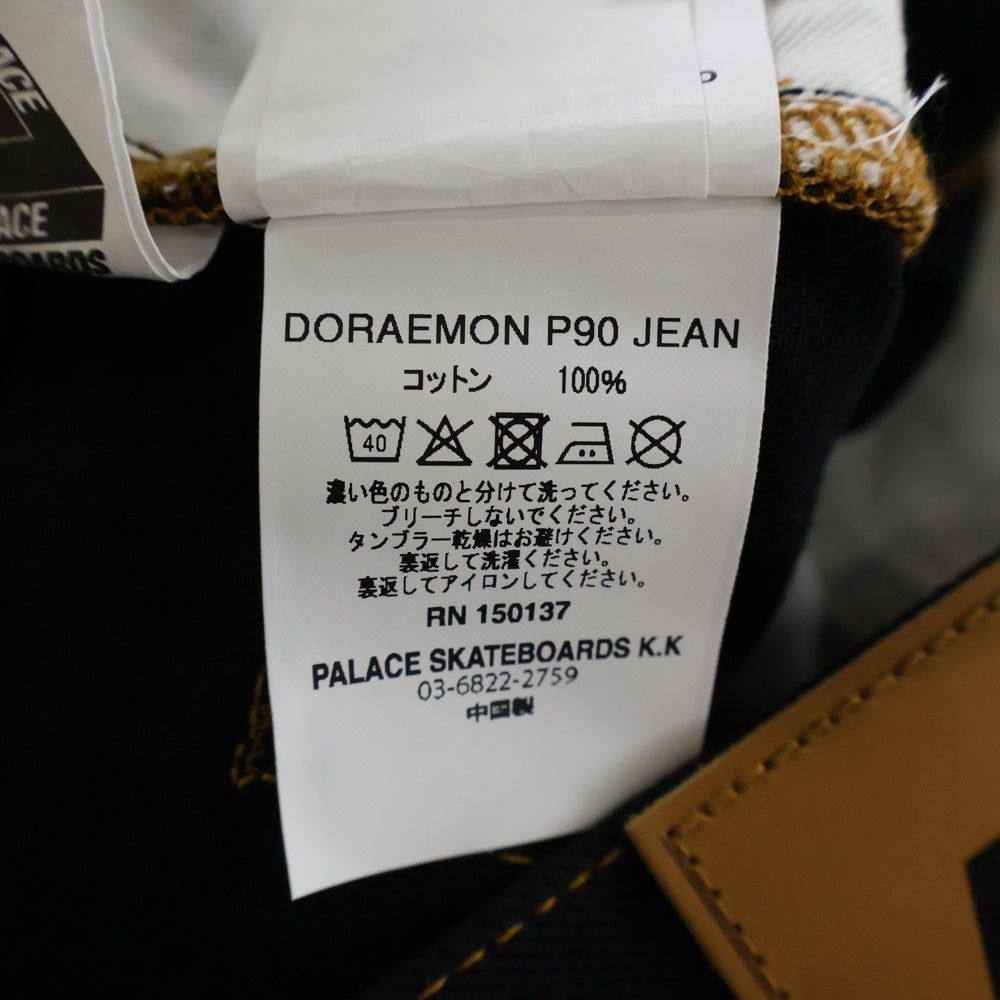 ACE
ACE
BOARDS
DORAEMON P90 JEAN
コットン 100%
40
濃い色のものと分けて洗ってください。
ブリーチしないでください。
タンブラー乾燥はお避けください。
裏返して洗濯ください。
裏返してアイロンしてください。
RN 150137
PALACE SKATEBOARDS K.K
03-6822-2759
中国製